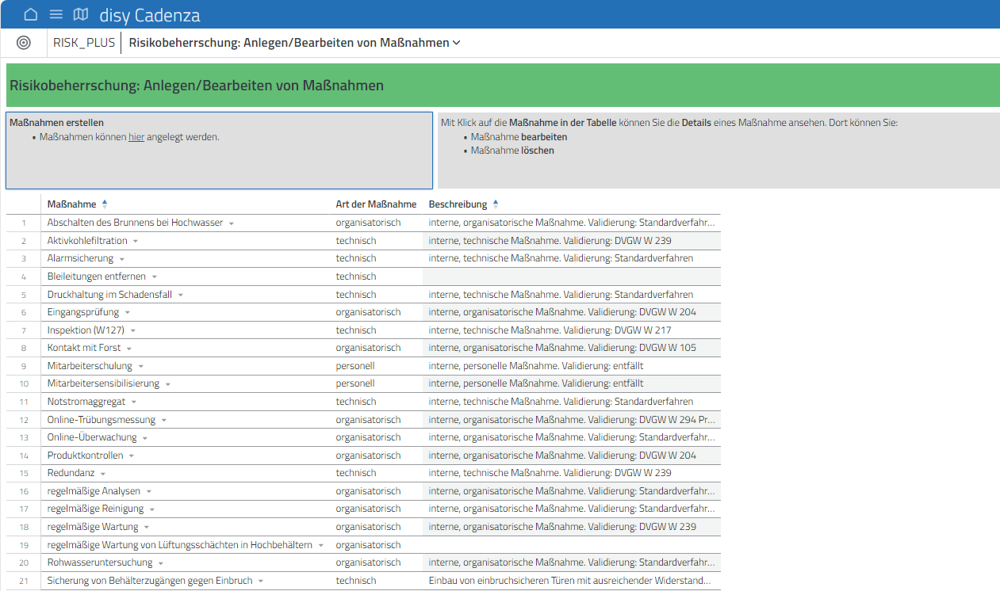 disy Cadenza
RISK_PLUS Risikobeherrschung: Anlegen/Bearbeiten von Maßnahmen
Risikobeherrschung: Anlegen/Bearbeiten von Maßnahmen
Maßnahmen erstellen
▪ Maßnahmen können hier angelegt werden.
Mit Klick auf die Maßnahme in der Tabelle können Sie die Details eines Maßnahme ansehen. Dort können Sie:
▪ Maßnahme bearbeiten
▪ Maßnahme löschen
Maßnahme Art der Maßnahme Beschreibung
1 Abschalten des Brunnens bei Hochwasser organisatorisch interne, organisatorische Maßnahme. Validierung: Standardverfahr...
2 Aktivkohlefiltration technisch interne, technische Maßnahme. Validierung: DVGW W 239
3 Alarmsicherung technisch interne, technische Maßnahme. Validierung: Standardverfahren
4 Bleileitungen entfernen technisch
5 Druckhaltung im Schadensfall technisch interne, technische Maßnahme. Validierung: Standardverfahren
6 Eingangsprüfung organisatorisch interne, organisatorische Maßnahme. Validierung: DVGW W 204
7 Inspektion (W127) technisch interne, technische Maßnahme. Validierung: DVGW W 217
8 Kontakt mit Forst organisatorisch interne, organisatorische Maßnahme. Validierung: DVGW W 105
9 Mitarbeiterschulung personell interne, personelle Maßnahme. Validierung: entfällt
10 Mitarbeitersensibilisierung personell interne, personelle Maßnahme. Validierung: entfällt
11 Notstromaggregat technisch interne, technische Maßnahme. Validierung: Standardverfahren
12 Online-Trübungsmessung organisatorisch interne, organisatorische Maßnahme. Validierung: DVGW W 294 Pr...
13 Online-Überwachung organisatorisch interne, organisatorische Maßnahme. Validierung: Standardverfahr...
14 Produktkontrollen organisatorisch interne, organisatorische Maßnahme. Validierung: DVGW W 204
15 Redundanz technisch interne, technische Maßnahme. Validierung: DVGW W 239
16 regelmäßige Analysen organisatorisch interne, organisatorische Maßnahme. Validierung: Standardverfahr...
17 regelmäßige Reinigung organisatorisch interne, organisatorische Maßnahme. Validierung: Standardverfahr...
18 regelmäßige Wartung organisatorisch interne, organisatorische Maßnahme. Validierung: DVGW W 239
19 regelmäßige Wartung von Lüftungsschächten in Hochbehältern organisatorisch
20 Rohwasseruntersuchung organisatorisch interne, organisatorische Maßnahme. Validierung: Standardverfahr...
21 Sicherung von Behälterzugängen gegen Einbruch technisch Einbau von einbruchsicheren Türen mit ausreichender Widerstand...